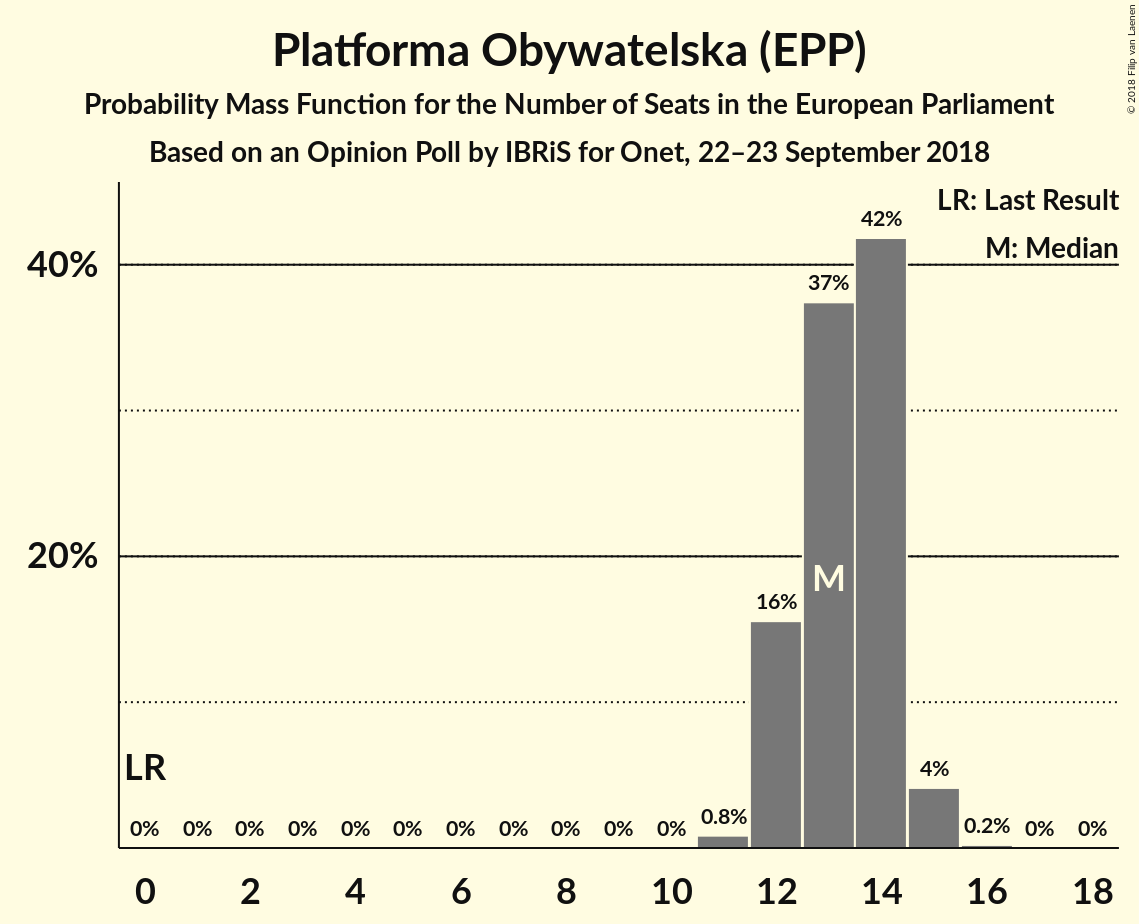 Platforma Obywatelska (EPP)
Probability Mass Function for the Number of Seats in the European Parliament
Based on an Opinion Poll by IBRiS for Onet, 22–23 September 2018
© 2018 Filip van Laenen
LR: Last Result
M: Median
40%
20%
42%
37%
M
16%
LR
4%
0% 0% 0% 0% 0% 0% 0% 0% 0% 0% 0% 0.8% 0.2% 0% 0%
0 2 4 6 8 10 12 14 16 18